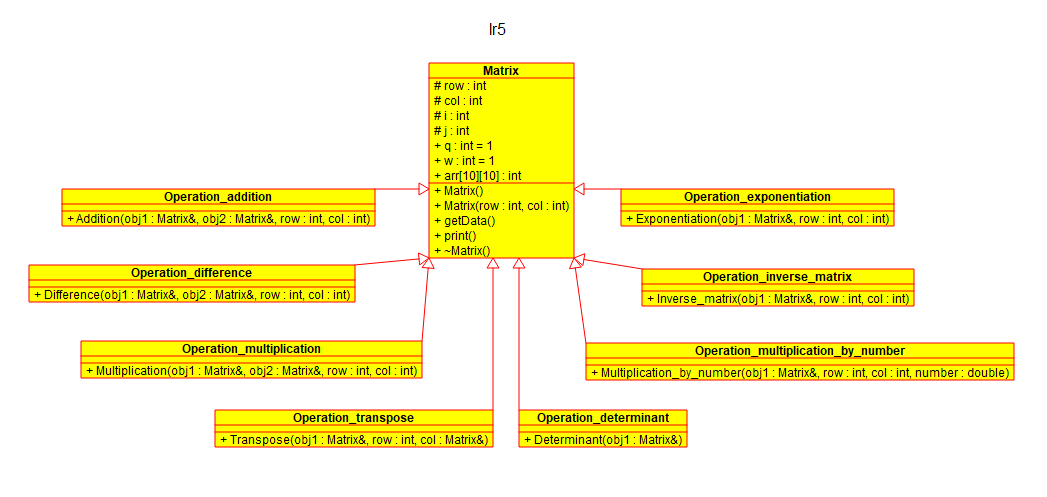 lr5
Matrix
# row : int
# col : int
# i : int
# j : int
+ q : int = 1
+ w : int = 1
+ arr[10][10] : int
+ Matrix()
+ Matrix(row : int, col : int)
+ getData()
+ print()
+ ~Matrix()
Operation_addition
+ Addition(obj1 : Matrix&, obj2 : Matrix&, row : int, col : int)
Operation_exponentiation
+ Exponentiation(obj1 : Matrix&, row : int, col : int)
Operation_difference
+ Difference(obj1 : Matrix&, obj2 : Matrix&, row : int, col : int)
Operation_inverse_matrix
+ Inverse_matrix(obj1 : Matrix&, row : int, col : int)
Operation_multiplication
+ Multiplication(obj1 : Matrix&, obj2 : Matrix&, row : int, col : int)
Operation_multiplication_by_number
+ Multiplication_by_number(obj1 : Matrix&, row : int, col : int, number : double)
Operation_transpose
+ Transpose(obj1 : Matrix&, row : int, col : Matrix&)
Operation_determinant
+ Determinant(obj1 : Matrix&)